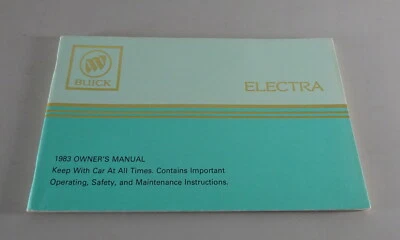 BUICK
ELECTRA
1983 OWNER'S MANUAL
Keep With Car At All Times. Contains Important
Operating, Safety, and Maintenance Instructions.